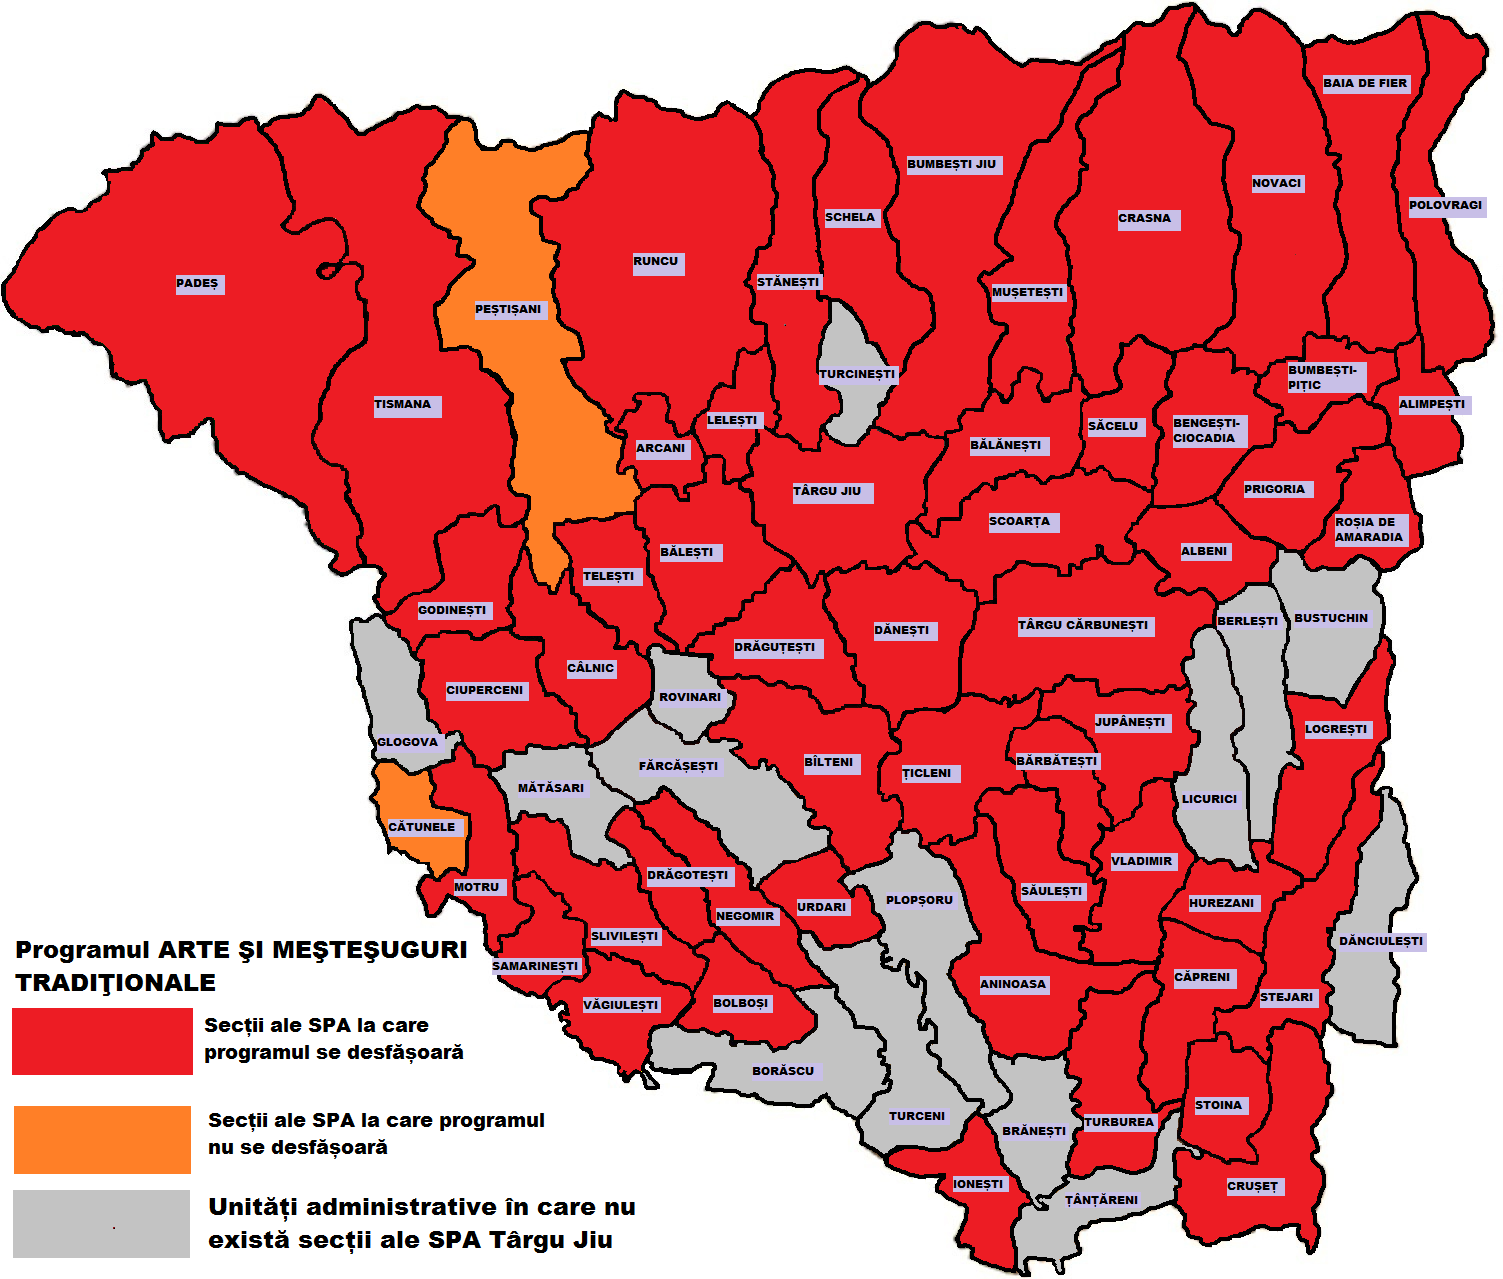 BAIA DE FIER
BUMBEȘTI JIU
NOVACI
POLOVRAGI
SCHELA
CRASNA
RUNCU
PADEȘ
STĂNEȘTI
MUȘETEȘTI
PEȘTIȘANI
TURCINEȘTI
BUMBEȘTI-
PIȚIC
TISMANA
ALIMPEȘTI
LELEȘTI
SĂCELU
BENGEȘTI-
CIOCADIA
ARCANI
BĂLĂNEȘTI
TÂRGU JIU
PRIGORIA
SCOARȚA
ROȘIA DE
AMARADIA
BĂLEȘTI
ALBENI
TELEȘTI
GODINEȘTI
BERLEȘTI
BUSTUCHIN
DĂNEȘTI
TÂRGU CĂRBUNEȘTI
DRĂGUȚEȘTI
CÂLNIC
CIUPERCENI
ROVINARI
JUPÂNEȘTI
LOGREȘTI
GLOGOVA
FĂRCĂȘEȘTI
BÎLTENI
ȚICLENI
BĂRBĂTEȘTI
MĂTĂSARI
LICURICI
CĂTUNELE
VLADIMIR
DRĂGOTEȘTI
MOTRU
SĂULEȘTI
PLOPȘORU
HUREZANI
URDARI
NEGOMIR
SLIVILEȘTI
DĂNCIULEȘTI
SAMARINEȘTI
CĂPRENI
ANINOASA
STEJARI
VĂGIULEȘTI
BOLBOȘI
BORĂSCU
STOINA
TURCENI
TURBUREA
BRĂNEȘTI
IONEȘTI
CRUȘEȚ
ȚÂNȚĂRENI
Programul ARTE ŞI MEŞTEŞUGURI
TRADIŢIONALE
Secții ale SPA la care
programul se desfășoară
Secții ale SPA la care programul
nu se desfășoară
Unități administrative în care nu
există secții ale SPA Târgu Jiu